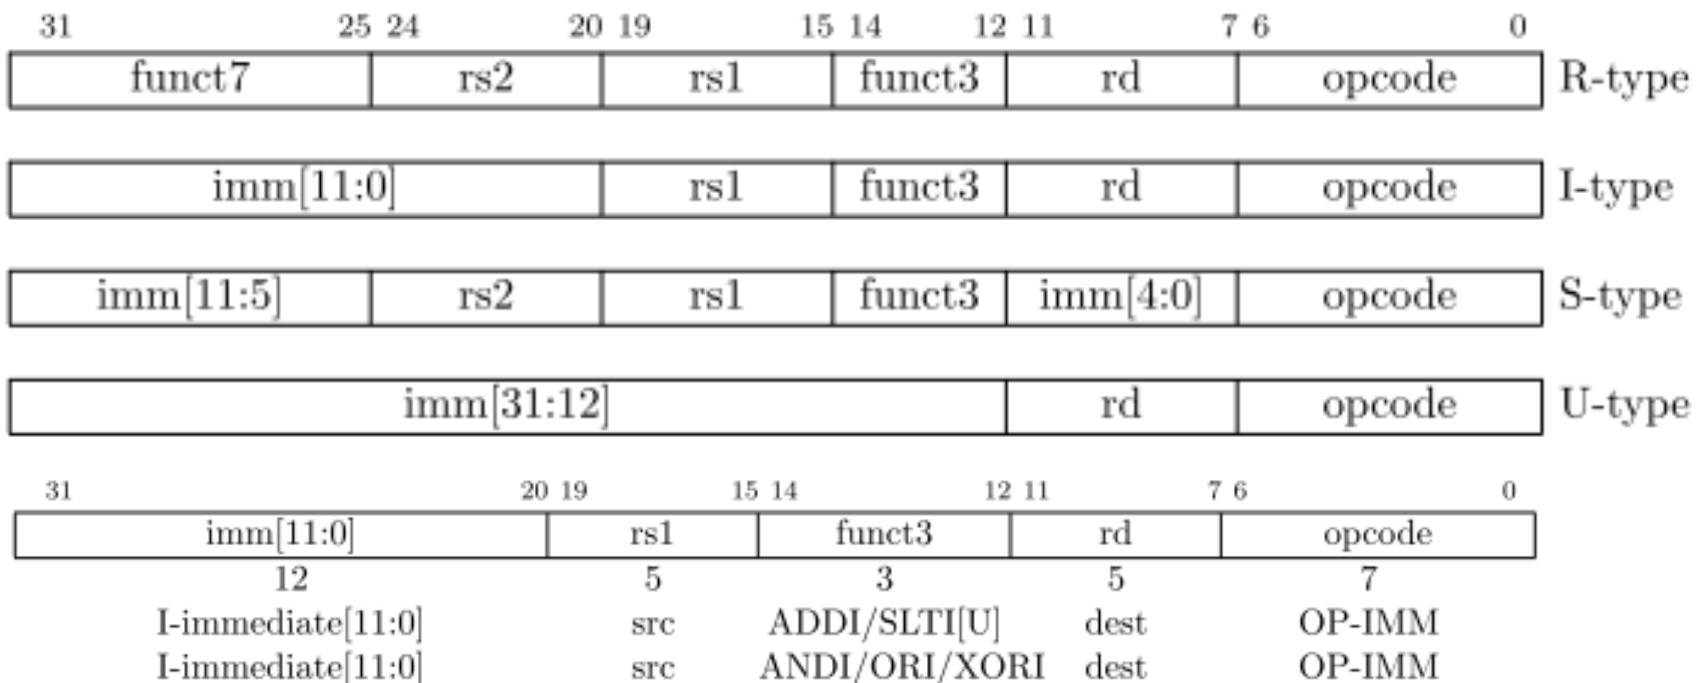 31 25 24 20 19 15 14 12 11 7 6 0
funct7 rs2 rs1 funct3 rd opcode R-type
imm[11:0] rs1 funct3 rd opcode I-type
imm[11:5] rs2 rs1 funct3 imm[4:0] opcode S-type
imm[31:12] rd opcode U-type
31 20 19 15 14 12 11 7 6 0
imm[11:0] rs1 funct3 rd opcode
12 5 3 5 7
I-immediate[11:0] src ADDI/SLTI[U] dest OP-IMM
I-immediate[11:0] src ANDI/ORI/XORI dest OP-IMM